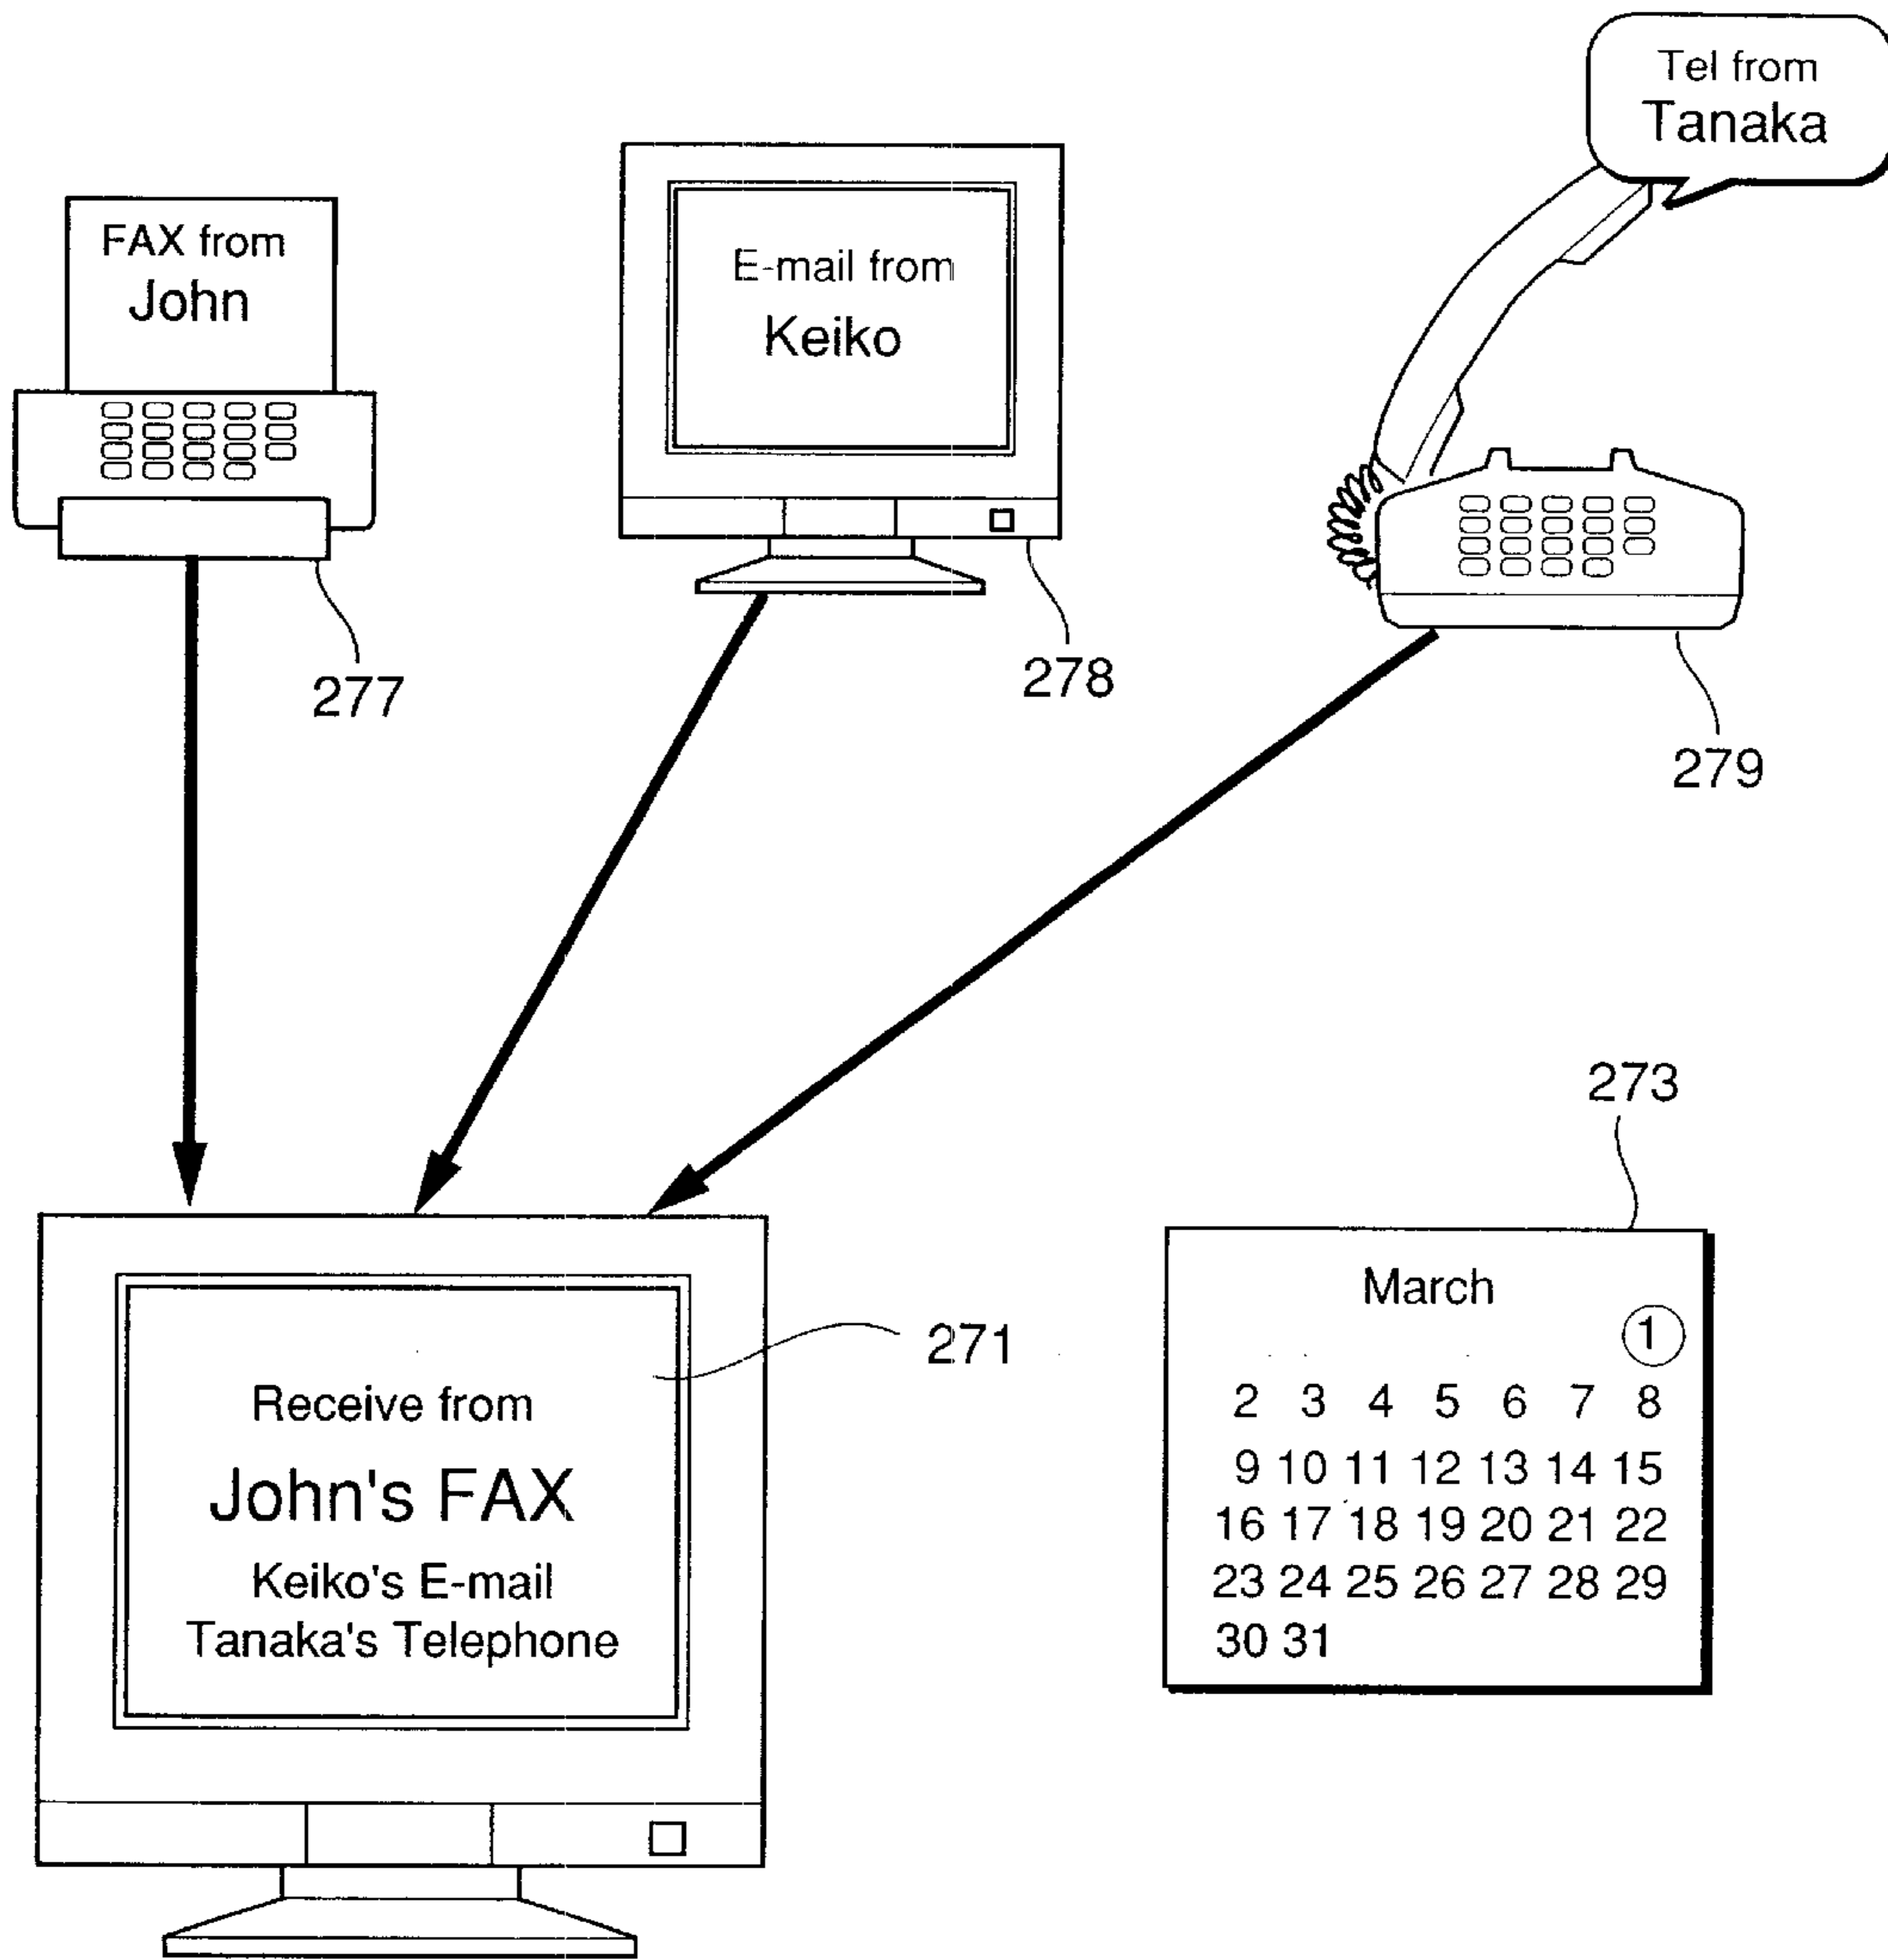 Tel from
Tanaka
FAX from
John
E-mail from
Keiko
277
278
279
273
271
Receive from
John's FAX
Keiko's E-mail
Tanaka's Telephone
March
1
2 3 4 5 6 7 8
9 10 11 12 13 14 15
16 17 18 19 20 21 22
23 24 25 26 27 28 29
30 31